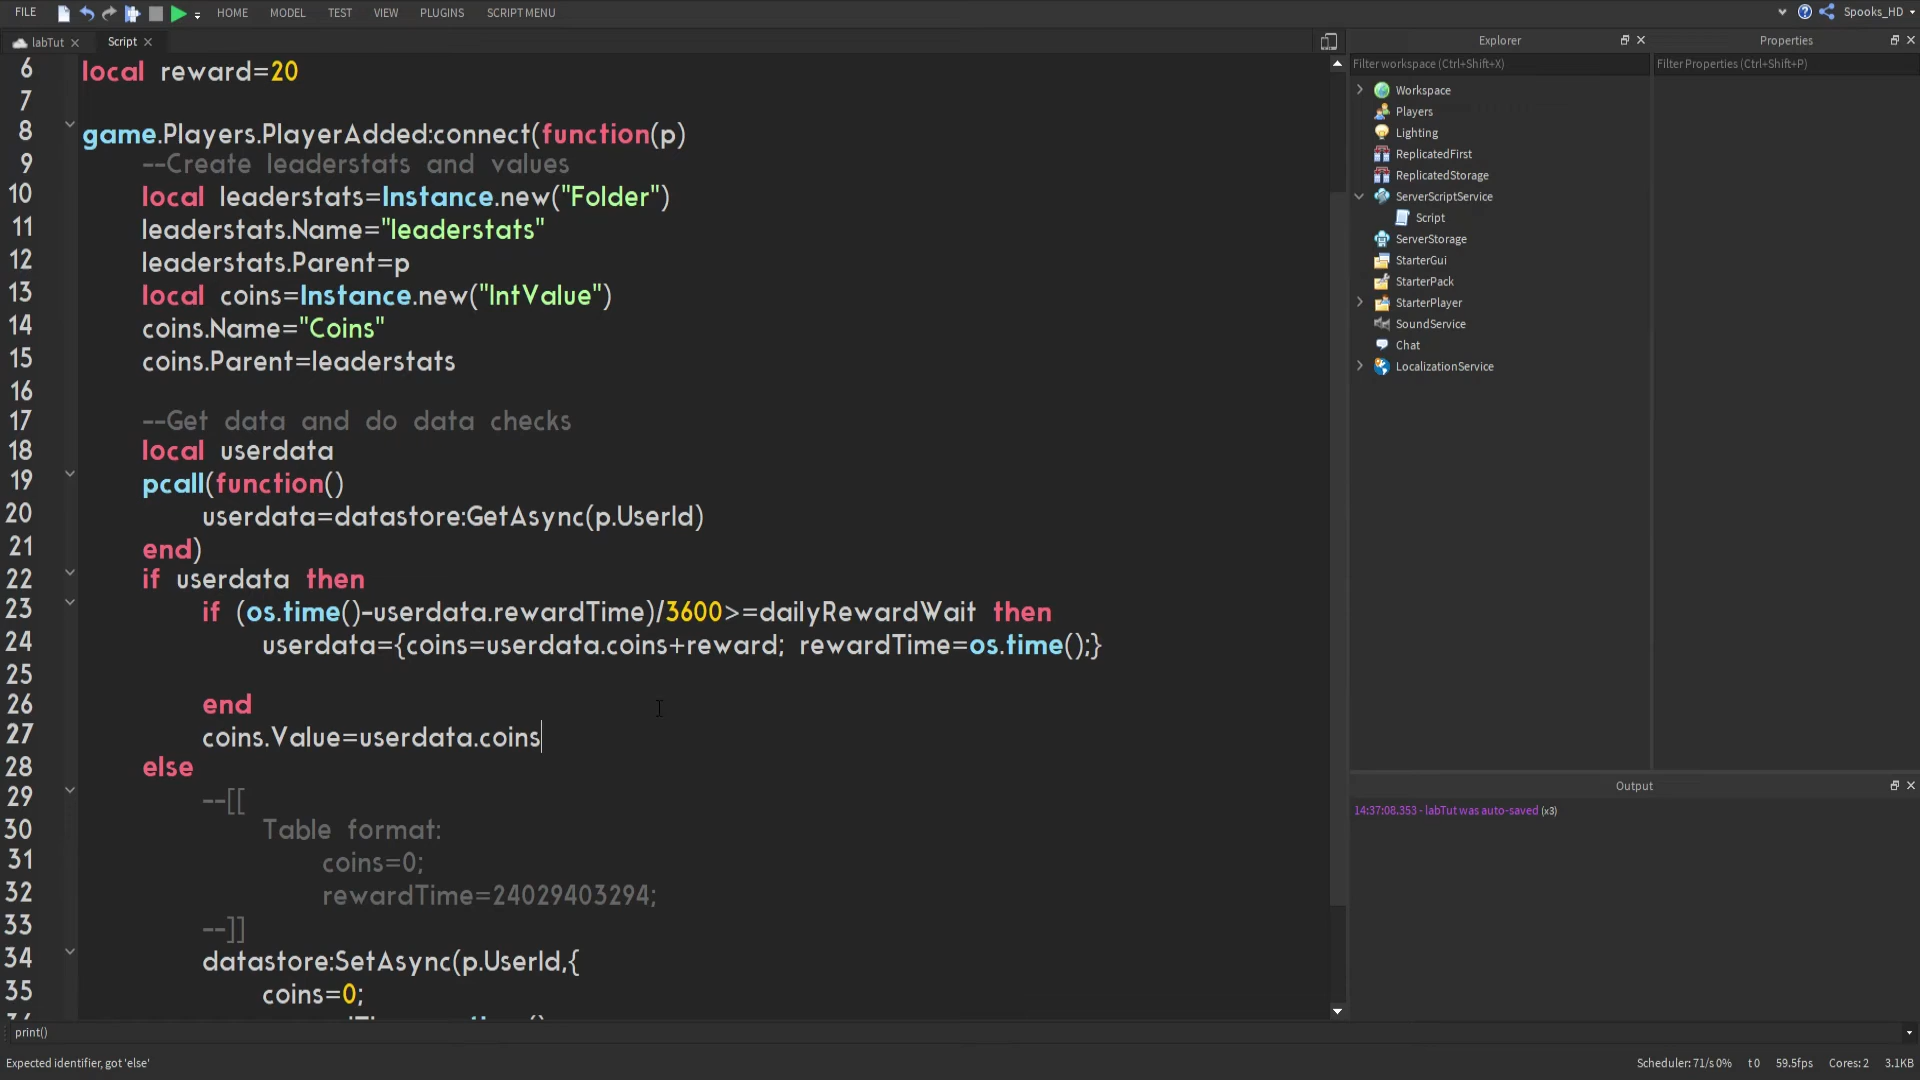 FILE HOME MODEL TEST VIEW PLUGINS SCRIPT MENU Spooks_HD
labTut Script
6 local reward=20
7
8 game.Players.PlayerAdded:connect(function(p)
9 --Create leaderstats and values
10 local leaderstats=Instance.new("Folder")
11 leaderstats.Name="leaderstats"
12 leaderstats.Parent=p
13 local coins=Instance.new("IntValue")
14 coins.Name="Coins"
15 coins.Parent=leaderstats
16
17 --Get data and do data checks
18 local userdata
19 pcall(function()
20 userdata=datastore:GetAsync(p.UserId)
21 end)
22 if userdata then
23 if (os.time()-userdata.rewardTime)/3600>=dailyRewardWait then
24 userdata={coins=userdata.coins+reward; rewardTime=os.time();}
25
26 end
27 coins.Value=userdata.coins
28 else
29 --[[
30 Table format:
31 coins=0;
32 rewardTime=24029403294;
33 --]]
34 datastore:SetAsync(p.UserId,{
35 coins=0;
print()
Expected identifier, got 'else'
Explorer
Filter workspace (Ctrl+Shift+X)
Workspace
Players
Lighting
ReplicatedFirst
ReplicatedStorage
ServerScriptService
Script
ServerStorage
StarterGui
StarterPack
StarterPlayer
SoundService
Chat
LocalizationService
Properties
Filter Properties (Ctrl+Shift+P)
Output
14:37:08.353 - labTut was auto-saved (x3)
Scheduler: 71/s 0% t 0 59.5fps Cores: 2 3.1KB